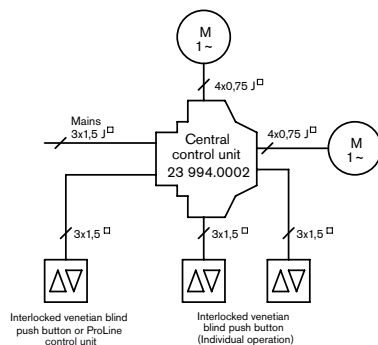 M
1~
4x0,75 J□
Mains
3x1,5 J□
4x0,75 J□
M
1~
Central
control unit
23 994.0002
3x1,5 □
3x1,5 □
3x1,5 □
Interlocked venetian blind
push button or ProLine
control unit
Interlocked venetian
blind push button
(Individual operation)